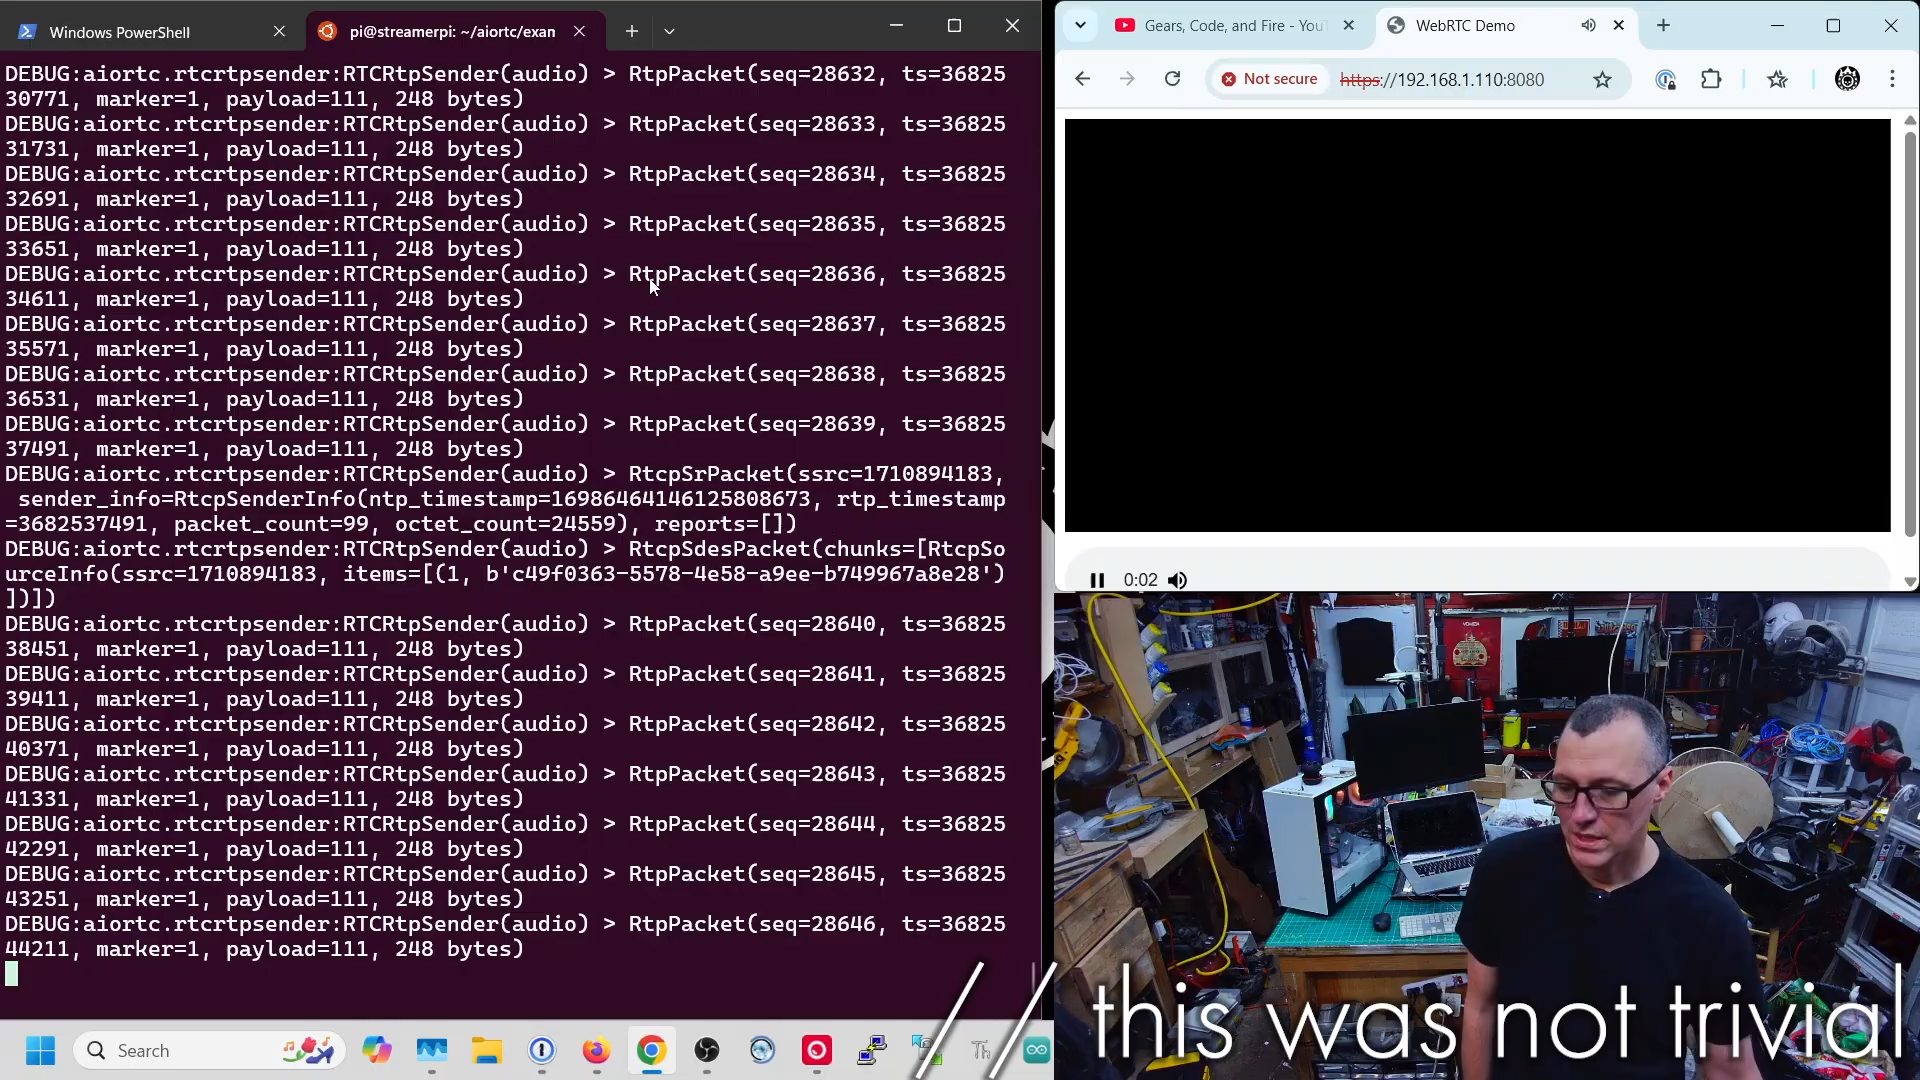 Windows PowerShell
pi@streamerpi: ~/aiortc/exan
DEBUG:aiortc.rtcrtpsender:RTCRtpSender(audio) > RtpPacket(seq=28632, ts=36825
30771, marker=1, payload=111, 248 bytes)
DEBUG:aiortc.rtcrtpsender:RTCRtpSender(audio) > RtpPacket(seq=28633, ts=36825
31731, marker=1, payload=111, 248 bytes)
DEBUG:aiortc.rtcrtpsender:RTCRtpSender(audio) > RtpPacket(seq=28634, ts=36825
32691, marker=1, payload=111, 248 bytes)
DEBUG:aiortc.rtcrtpsender:RTCRtpSender(audio) > RtpPacket(seq=28635, ts=36825
33651, marker=1, payload=111, 248 bytes)
DEBUG:aiortc.rtcrtpsender:RTCRtpSender(audio) > RtpPacket(seq=28636, ts=36825
34611, marker=1, payload=111, 248 bytes)
DEBUG:aiortc.rtcrtpsender:RTCRtpSender(audio) > RtpPacket(seq=28637, ts=36825
35571, marker=1, payload=111, 248 bytes)
DEBUG:aiortc.rtcrtpsender:RTCRtpSender(audio) > RtpPacket(seq=28638, ts=36825
36531, marker=1, payload=111, 248 bytes)
DEBUG:aiortc.rtcrtpsender:RTCRtpSender(audio) > RtpPacket(seq=28639, ts=36825
37491, marker=1, payload=111, 248 bytes)
DEBUG:aiortc.rtcrtpsender:RTCRtpSender(audio) > RtcpSrPacket(ssrc=1710894183,
sender_info=RtcpSenderInfo(ntp_timestamp=16986464146125808673, rtp_timestamp
=3682537491, packet_count=99, octet_count=24559), reports=[])
DEBUG:aiortc.rtcrtpsender:RTCRtpSender(audio) > RtcpSdesPacket(chunks=[RtcpSo
urceInfo(ssrc=1710894183, items=[(1, b'c49f0363-5578-4e58-a9ee-b749967a8e28')
])])
DEBUG:aiortc.rtcrtpsender:RTCRtpSender(audio) > RtpPacket(seq=28640, ts=36825
38451, marker=1, payload=111, 248 bytes)
DEBUG:aiortc.rtcrtpsender:RTCRtpSender(audio) > RtpPacket(seq=28641, ts=36825
39411, marker=1, payload=111, 248 bytes)
DEBUG:aiortc.rtcrtpsender:RTCRtpSender(audio) > RtpPacket(seq=28642, ts=36825
40371, marker=1, payload=111, 248 bytes)
DEBUG:aiortc.rtcrtpsender:RTCRtpSender(audio) > RtpPacket(seq=28643, ts=36825
41331, marker=1, payload=111, 248 bytes)
DEBUG:aiortc.rtcrtpsender:RTCRtpSender(audio) > RtpPacket(seq=28644, ts=36825
42291, marker=1, payload=111, 248 bytes)
DEBUG:aiortc.rtcrtpsender:RTCRtpSender(audio) > RtpPacket(seq=28645, ts=36825
43251, marker=1, payload=111, 248 bytes)
DEBUG:aiortc.rtcrtpsender:RTCRtpSender(audio) > RtpPacket(seq=28646, ts=36825
44211, marker=1, payload=111, 248 bytes)
Gears, Code, and Fire - YouT
WebRTC Demo
Not secure
https://192.168.1.110:8080
0:02
Search
Th
// this was not trivial